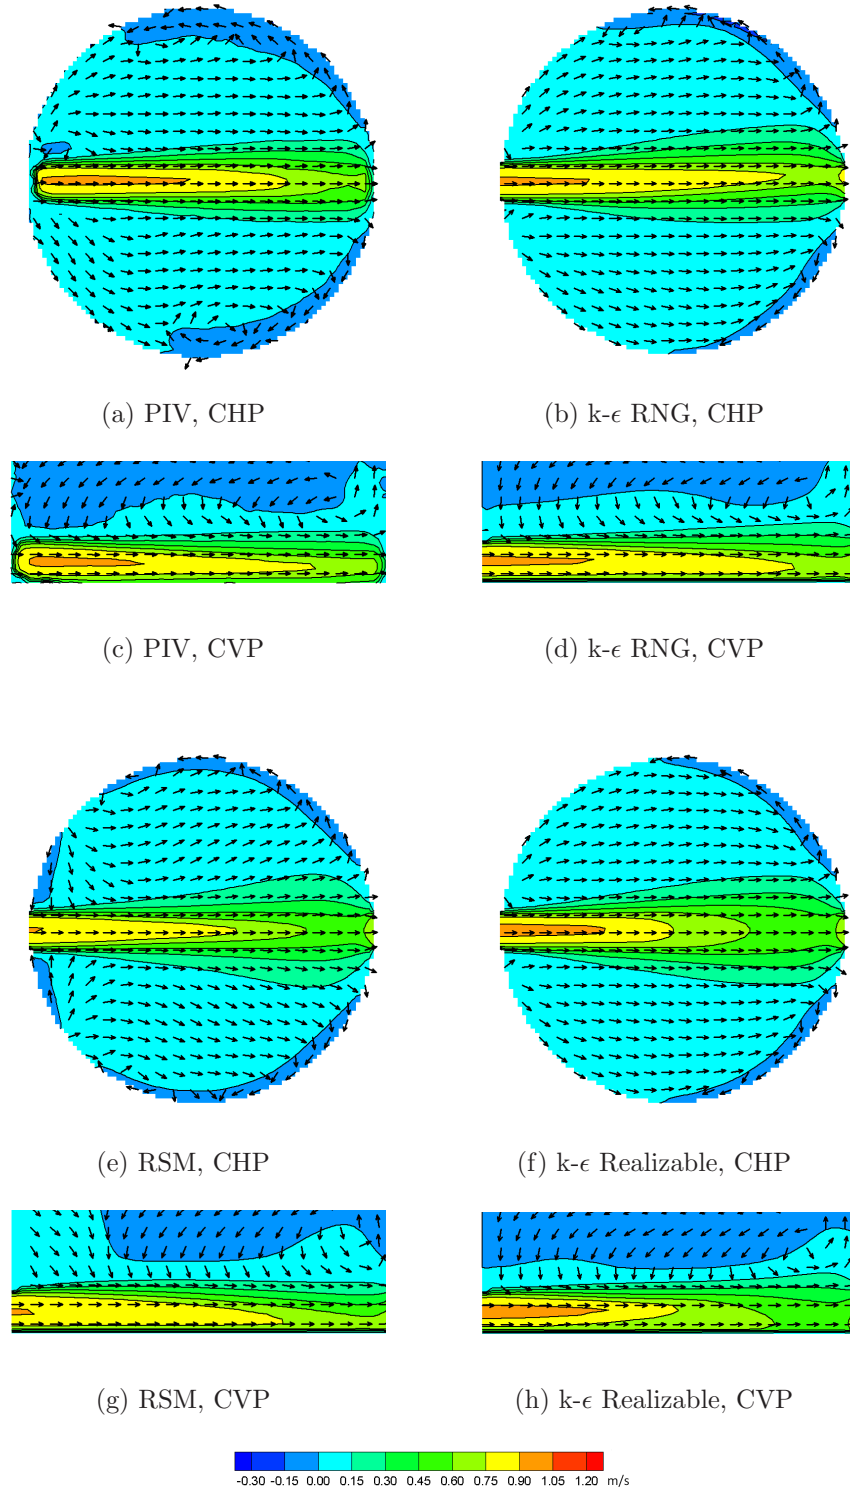 (a) PIV, CHP
(b) k-ϵ RNG, CHP
(c) PIV, CVP
(d) k-ϵ RNG, CVP
(e) RSM, CHP
(f) k-ϵ Realizable, CHP
(g) RSM, CVP
(h) k-ϵ Realizable, CVP
-0.30 -0.15 0.00 0.15 0.30 0.45 0.60 0.75 0.90 1.05 1.20 m/s